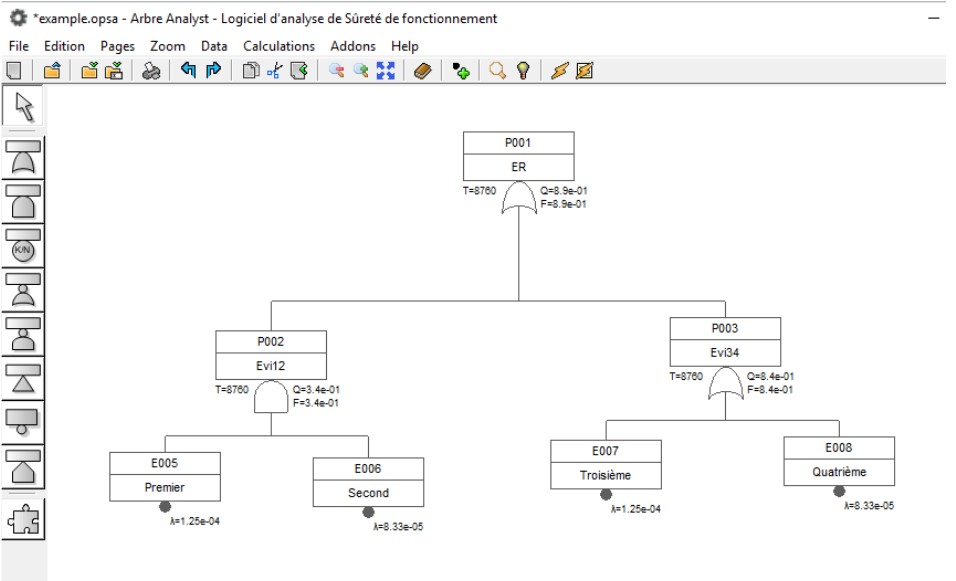 *example.opsa - Arbre Analyst - Logiciel d'analyse de Sûreté de fonctionnement
File Edition Pages Zoom Data Calculations Addons Help
K/N
P001
ER
T=8760 Q=8.9e-01
F=8.9e-01
P002
Evi12
T=8760 Q=3.4e-01
F=3.4e-01
P003
Evi34
T=8760 Q=8.4e-01
F=8.4e-01
E005
Premier
λ=1.25e-04
E006
Second
λ=8.33e-05
E007
Troisième
λ=1.25e-04
E008
Quatrième
λ=8.33e-05